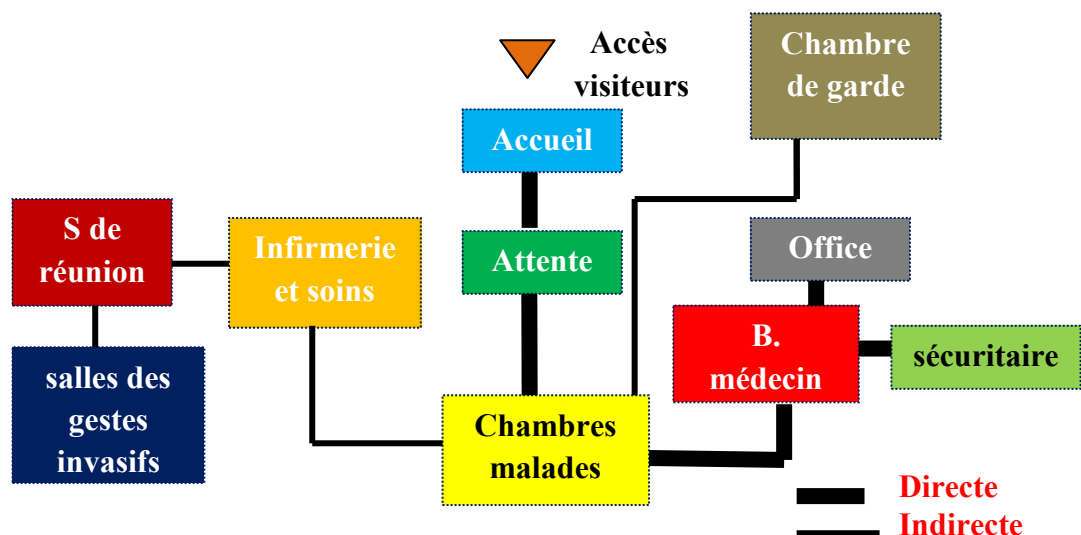 Accès
visiteurs
Chambre
de garde
Accueil
S de
réunion
Infirmerie
et soins
Attente
Office
B.
médecin
sécuritaire
salles des
gestes
invasifs
Chambres
malades
Directe
Indirecte